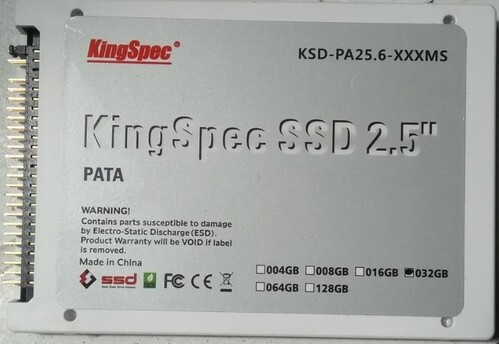 KingSpec®
KSD-PA25.6-XXXMS
KingSpec SSD 2.5"
PATA
WARNING!
Contains parts susceptible to damage
by Electro-Static Discharge (ESD).
Product Warranty will be VOID if label
is removed.
Made in China
ssd FC CE
004GB 008GB 016GB 032GB
064GB 128GB